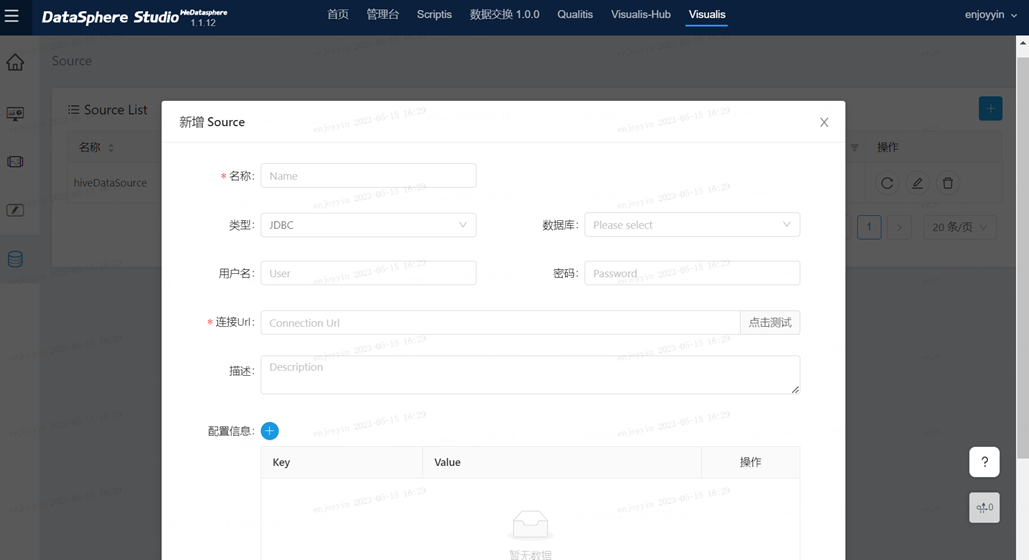 DataSphere Studio WeDatasphere
1.1.12
首页 管理台 Scriptis 数据交换 1.0.0 Qualitis Visualis-Hub Visualis
enjoyyin
Source
Source List
名称
操作
hiveDataSource
1
20 条/页
新增 Source
* 名称:
Name
类型:
JDBC
数据库:
Please select
用户名:
User
密码:
Password
* 连接Url:
Connection Url
点击测试
描述:
Description
配置信息:
Key
Value
操作
暂无数据
?
enjoyyin 2023-05-15 16:29